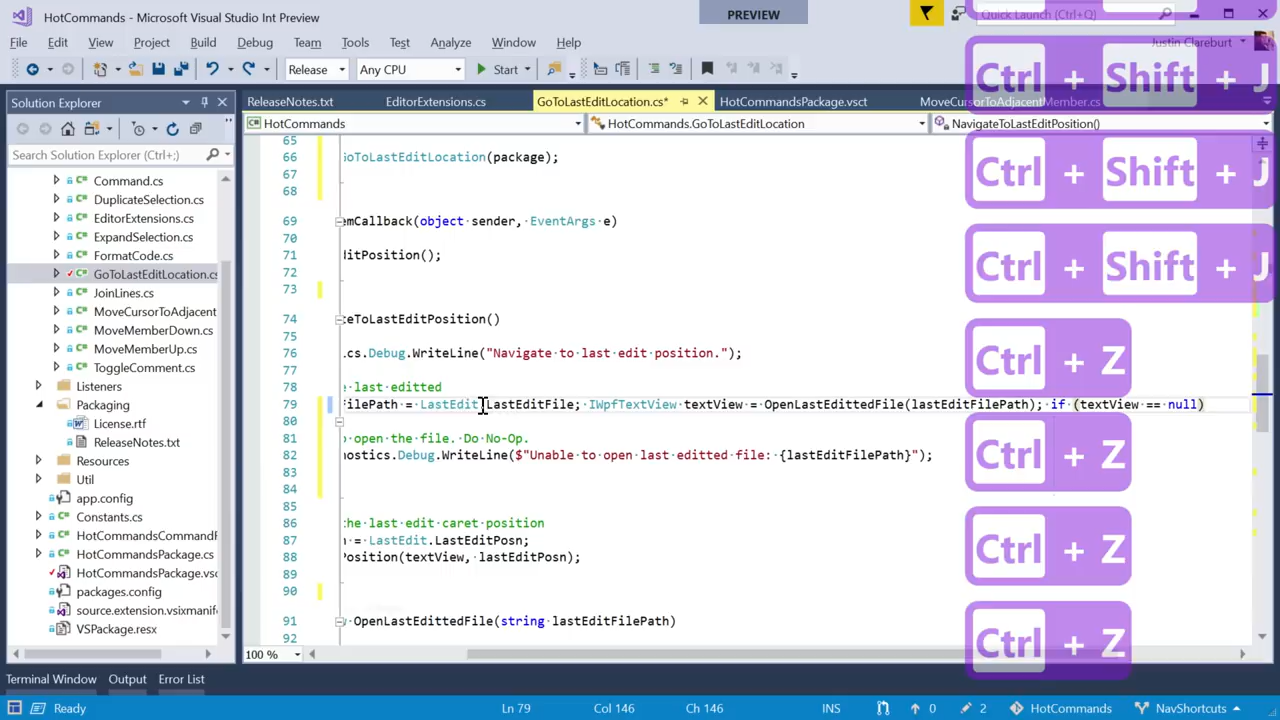 HotCommands - Microsoft Visual Studio Int Preview
PREVIEW
Quick Launch (Ctrl+Q)
File Edit View Project Build Debug Team Tools Test Analyze Window Help
Justin Clareburt
Release Any CPU Start
Solution Explorer
ReleaseNotes.txt EditorExtensions.cs GoToLastEditLocation.cs* HotCommandsPackage.vsct MoveCursorToAdjacentMember.cs
HotCommands HotCommands.GoToLastEditLocation NavigateToLastEditPosition()
Search Solution Explorer (Ctrl+;)
Command.cs
DuplicateSelection.cs
EditorExtensions.cs
ExpandSelection.cs
FormatCode.cs
GoToLastEditLocation.cs
JoinLines.cs
MoveCursorToAdjacent
MoveMemberDown.cs
MoveMemberUp.cs
ToggleComment.cs
Listeners
Packaging
License.rtf
ReleaseNotes.txt
Resources
Util
app.config
Constants.cs
HotCommandsCommandF
HotCommandsPackage.cs
HotCommandsPackage.vsc
packages.config
source.extension.vsixmanif
VSPackage.resx
65
66 GoToLastEditLocation(package);
67
68
69 emCallback(object sender, EventArgs e)
70
71 ditPosition();
72
73
74 teToLastEditPosition()
75
76 ics.Debug.WriteLine("Navigate to last edit position.");
77
78 e last editted
79 FilePath = LastEdit.LastEditFile; IWpfTextView textView = OpenLastEdittedFile(lastEditFilePath); if (textView == null)
80
81 o open the file. Do No-Op.
82 nostics.Debug.WriteLine($"Unable to open last editted file: {lastEditFilePath}");
83
84
85
86 the last edit caret position
87 n = LastEdit.LastEditPosn;
88 Position(textView, lastEditPosn);
89
90
91 OpenLastEdittedFile(string lastEditFilePath)
92
Ctrl + Shift + J
Ctrl + Shift + J
Ctrl + Shift + J
Ctrl + Z
Ctrl + Z
Ctrl + Z
Ctrl + Z
100 %
Terminal Window Output Error List
Ready Ln 79 Col 146 Ch 146 INS 0 2 HotCommands NavShortcuts